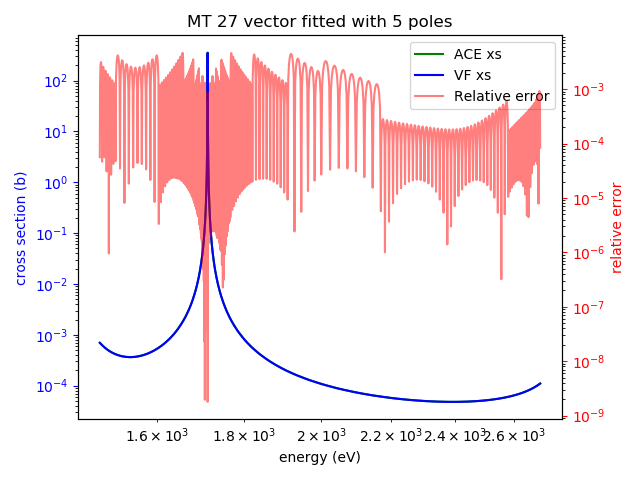 MT 27 vector fitted with 5 poles
ACE xs
VF xs
Relative error
10² 10¹ 10⁰ 10⁻¹ 10⁻² 10⁻³ 10⁻⁴
cross section (b)
10⁻³ 10⁻⁴ 10⁻⁵ 10⁻⁶ 10⁻⁷ 10⁻⁸ 10⁻⁹
relative error
1.6 × 10³ 1.8 × 10³ 2 × 10³ 2.2 × 10³ 2.4 × 10³ 2.6 × 10³
energy (eV)